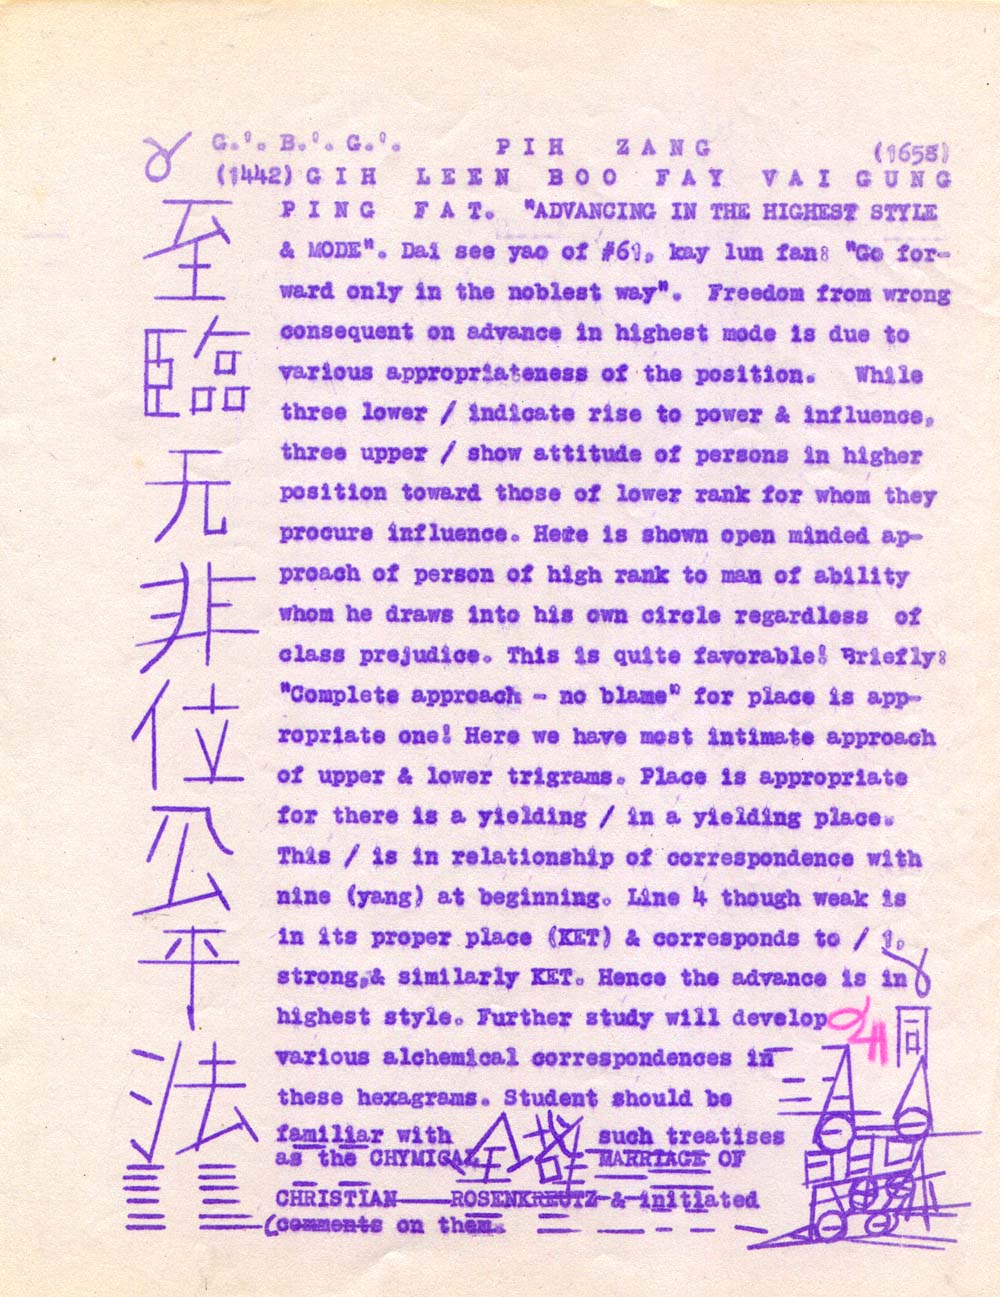 G.'. B.'. G.'. PIH ZANG (1658)
(1442) GIH LEEN BOO FAY VAI GUNG
PING FAT. "ADVANCING IN THE HIGHEST STYLE
& MODE". Dai see yao of #61, kay lun fan: "Go for-
ward only in the noblest way". Freedom from wrong
consequent on advance in highest mode is due to
various appropriateness of the position. While
three lower / indicate rise to power & influence,
three upper / show attitude of persons in higher
position toward those of lower rank for whom they
procure influence. Here is shown open minded ap-
proach of person of high rank to man of ability
whom he draws into his own circle regardless of
class prejudice. This is quite favorable! Briefly:
"Complete approach - no blame" for place is app-
ropriate one! Here we have most intimate approach
of upper & lower trigrams. Place is appropriate
for there is a yielding / in a yielding place.
This / is in relationship of correspondence with
nine (yang) at beginning. Line 4 though weak is
in its proper place (KET) & corresponds to / 1,
strong,& similarly KET. Hence the advance is in
highest style. Further study will develop
various alchemical correspondences in
these hexagrams. Student should be
familiar with such treatises
as the CHYMICAL MARRIAGE OF
CHRISTIAN ROSENKREUTZ & initiated
comments on them.
至
臨
无
非
位
公
平
法